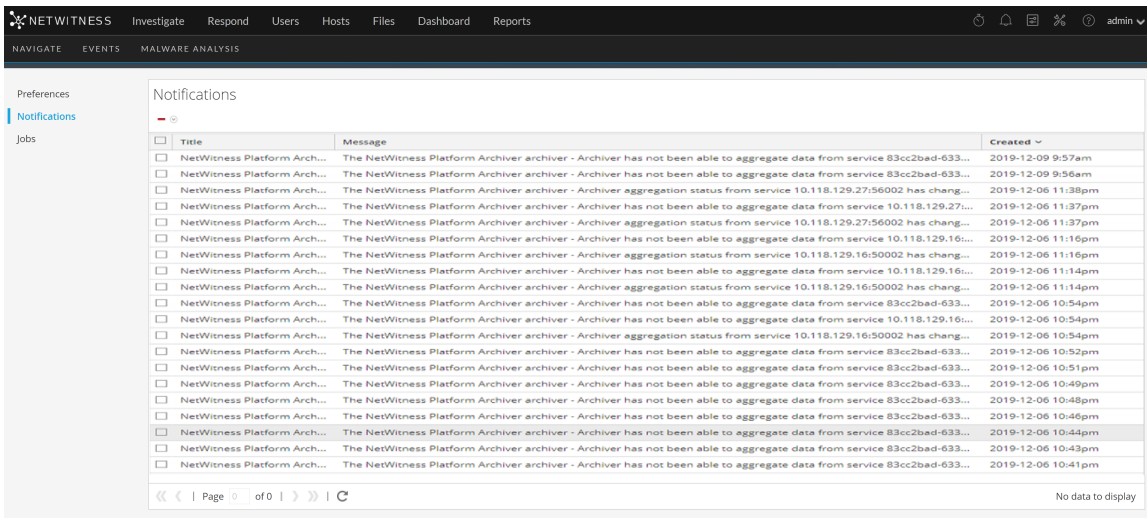 NETWITNESS Investigate Respond Users Hosts Files Dashboard Reports admin
NAVIGATE EVENTS MALWARE ANALYSIS
Preferences
Notifications
Jobs
Notifications
Title Message Created
NetWitness Platform Arch... The NetWitness Platform Archiver archiver - Archiver has not been able to aggregate data from service 83cc2bad-633... 2019-12-09 9:57am
NetWitness Platform Arch... The NetWitness Platform Archiver archiver - Archiver has not been able to aggregate data from service 83cc2bad-633... 2019-12-09 9:56am
NetWitness Platform Arch... The NetWitness Platform Archiver archiver - Archiver aggregation status from service 10.118.129.27:56002 has chang... 2019-12-06 11:38pm
NetWitness Platform Arch... The NetWitness Platform Archiver archiver - Archiver has not been able to aggregate data from service 10.118.129.27:... 2019-12-06 11:37pm
NetWitness Platform Arch... The NetWitness Platform Archiver archiver - Archiver aggregation status from service 10.118.129.27:56002 has chang... 2019-12-06 11:37pm
NetWitness Platform Arch... The NetWitness Platform Archiver archiver - Archiver has not been able to aggregate data from service 10.118.129.16:... 2019-12-06 11:16pm
NetWitness Platform Arch... The NetWitness Platform Archiver archiver - Archiver aggregation status from service 10.118.129.16:50002 has chang... 2019-12-06 11:16pm
NetWitness Platform Arch... The NetWitness Platform Archiver archiver - Archiver has not been able to aggregate data from service 10.118.129.16:... 2019-12-06 11:14pm
NetWitness Platform Arch... The NetWitness Platform Archiver archiver - Archiver aggregation status from service 10.118.129.16:50002 has chang... 2019-12-06 11:14pm
NetWitness Platform Arch... The NetWitness Platform Archiver archiver - Archiver has not been able to aggregate data from service 83cc2bad-633... 2019-12-06 10:54pm
NetWitness Platform Arch... The NetWitness Platform Archiver archiver - Archiver has not been able to aggregate data from service 10.118.129.16:... 2019-12-06 10:54pm
NetWitness Platform Arch... The NetWitness Platform Archiver archiver - Archiver aggregation status from service 10.118.129.16:50002 has chang... 2019-12-06 10:54pm
NetWitness Platform Arch... The NetWitness Platform Archiver archiver - Archiver has not been able to aggregate data from service 83cc2bad-633... 2019-12-06 10:52pm
NetWitness Platform Arch... The NetWitness Platform Archiver archiver - Archiver has not been able to aggregate data from service 83cc2bad-633... 2019-12-06 10:51pm
NetWitness Platform Arch... The NetWitness Platform Archiver archiver - Archiver has not been able to aggregate data from service 83cc2bad-633... 2019-12-06 10:49pm
NetWitness Platform Arch... The NetWitness Platform Archiver archiver - Archiver has not been able to aggregate data from service 83cc2bad-633... 2019-12-06 10:48pm
NetWitness Platform Arch... The NetWitness Platform Archiver archiver - Archiver has not been able to aggregate data from service 83cc2bad-633... 2019-12-06 10:46pm
NetWitness Platform Arch... The NetWitness Platform Archiver archiver - Archiver has not been able to aggregate data from service 83cc2bad-633... 2019-12-06 10:44pm
NetWitness Platform Arch... The NetWitness Platform Archiver archiver - Archiver has not been able to aggregate data from service 83cc2bad-633... 2019-12-06 10:43pm
NetWitness Platform Arch... The NetWitness Platform Archiver archiver - Archiver has not been able to aggregate data from service 83cc2bad-633... 2019-12-06 10:41pm
Page 0 of 0 No data to display